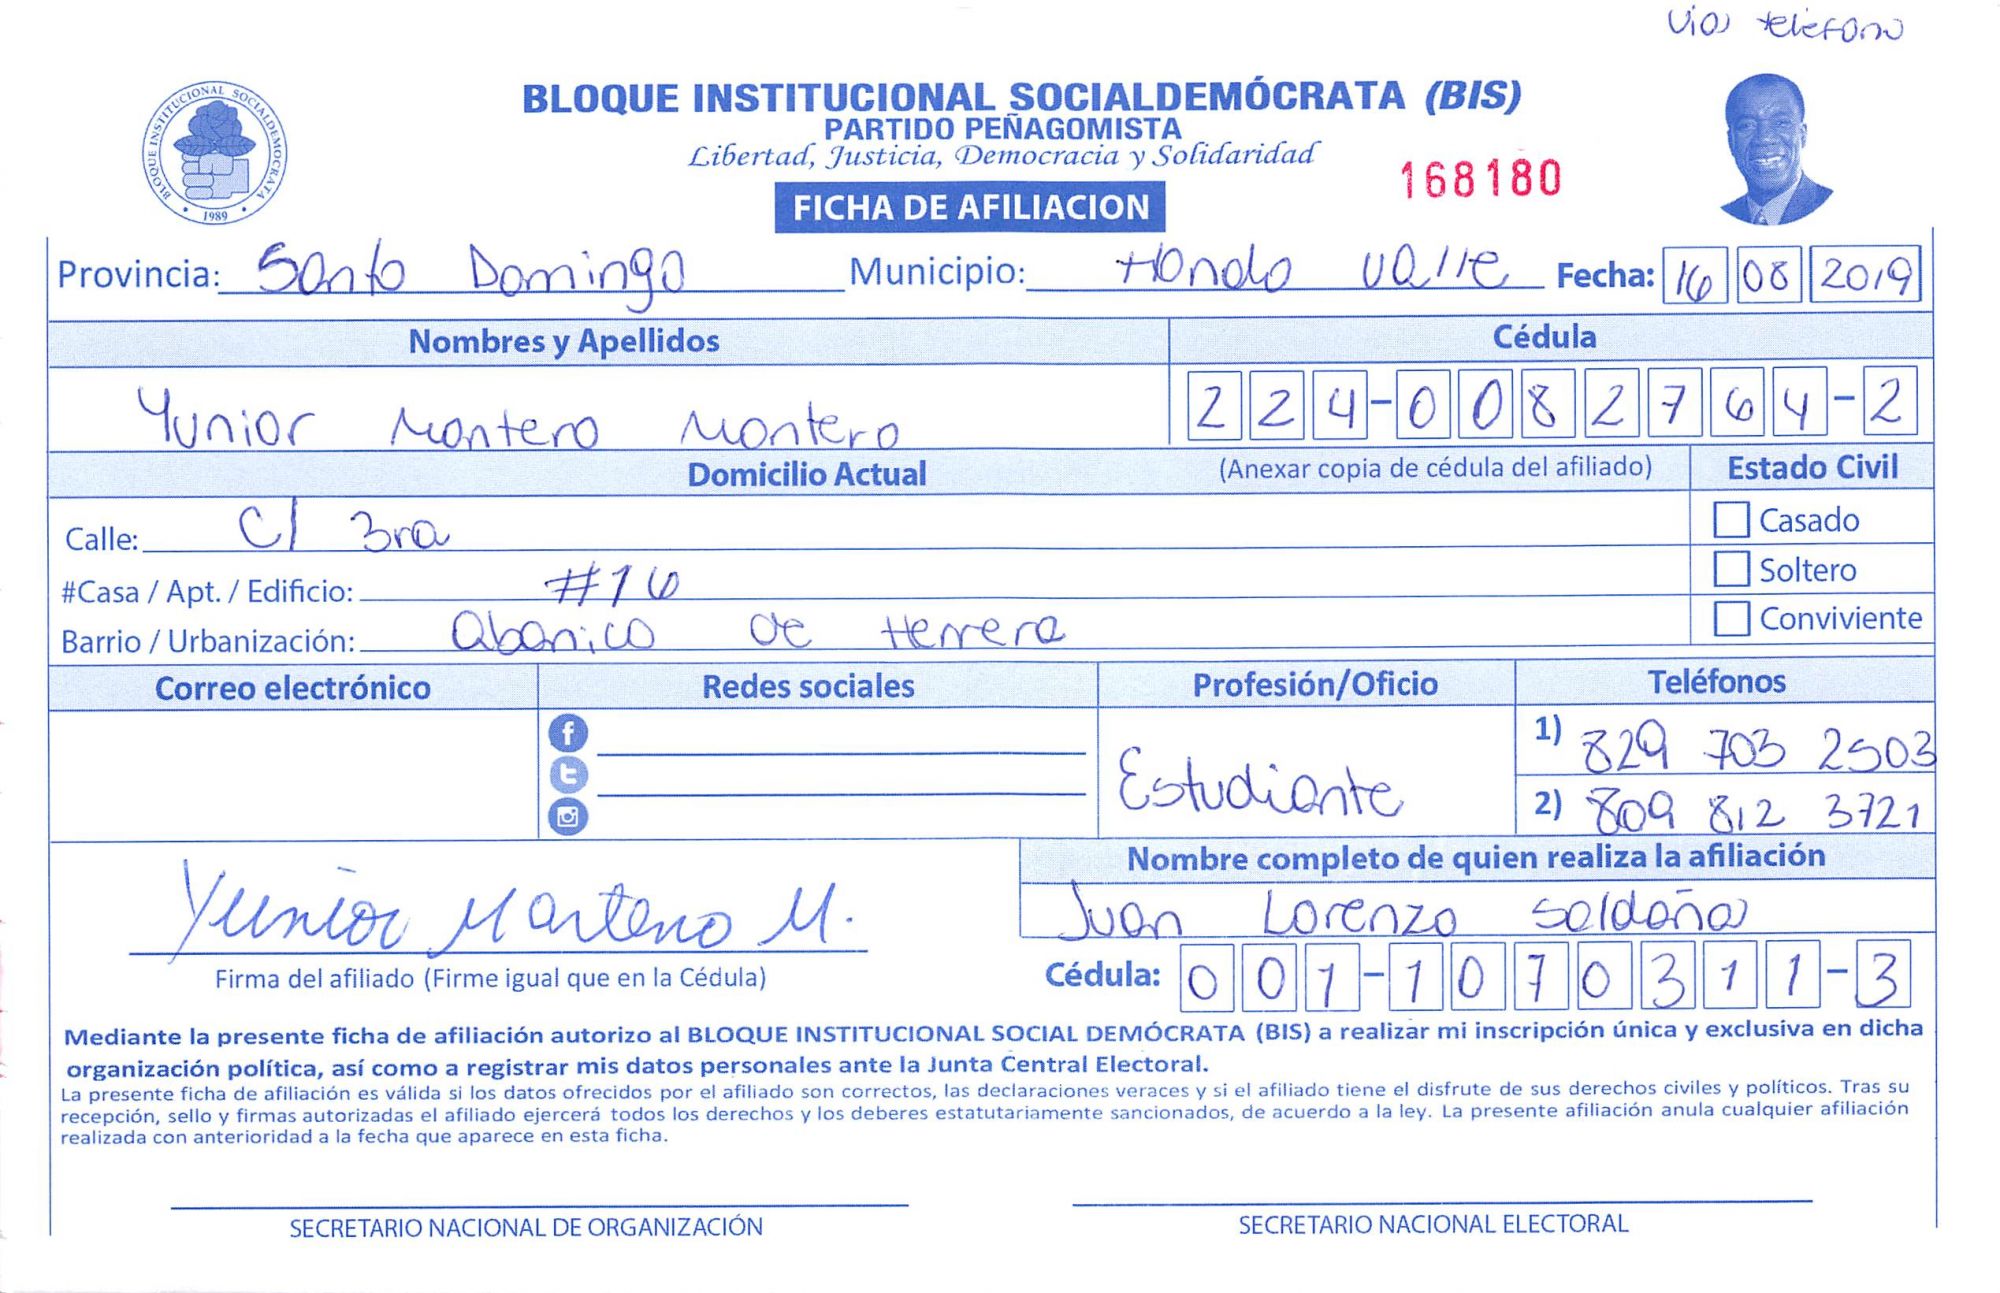 Vía telefono
BLOQUE INSTITUCIONAL SOCIALDEMOCRATA
1989
BLOQUE INSTITUCIONAL SOCIALDEMÓCRATA (BIS)
PARTIDO PEÑAGOMISTA
Libertad, Justicia, Democracia y Solidaridad
168180
FICHA DE AFILIACION
Provincia: Santo Domingo Municipio: Hondo Valle Fecha: 16 08 2019
Nombres y Apellidos Cédula
Yunior Montero Montero 224-0082764-2
Domicilio Actual (Anexar copia de cédula del afiliado) Estado Civil
Calle: C/ 3ra Casado
#Casa / Apt. / Edificio: #16 Soltero
Barrio / Urbanización: Abanico de Herrera Conviviente
Correo electrónico Redes sociales Profesión/Oficio Teléfonos
Estudiante 1) 829 703 2503
2) 809 812 3721
Nombre completo de quien realiza la afiliación
Yunior Montero M. Juan Lorenzo Saldaña
Firma del afiliado (Firme igual que en la Cédula) Cédula: 001-1070311-3
Mediante la presente ficha de afiliación autorizo al BLOQUE INSTITUCIONAL SOCIAL DEMÓCRATA (BIS) a realizar mi inscripción única y exclusiva en dicha
organización política, así como a registrar mis datos personales ante la Junta Central Electoral.
La presente ficha de afiliación es válida si los datos ofrecidos por el afiliado son correctos, las declaraciones veraces y si el afiliado tiene el disfrute de sus derechos civiles y políticos. Tras su
recepción, sello y firmas autorizadas el afiliado ejercerá todos los derechos y los deberes estatutariamente sancionados, de acuerdo a la ley. La presente afiliación anula cualquier afiliación
realizada con anterioridad a la fecha que aparece en esta ficha.
SECRETARIO NACIONAL DE ORGANIZACIÓN SECRETARIO NACIONAL ELECTORAL